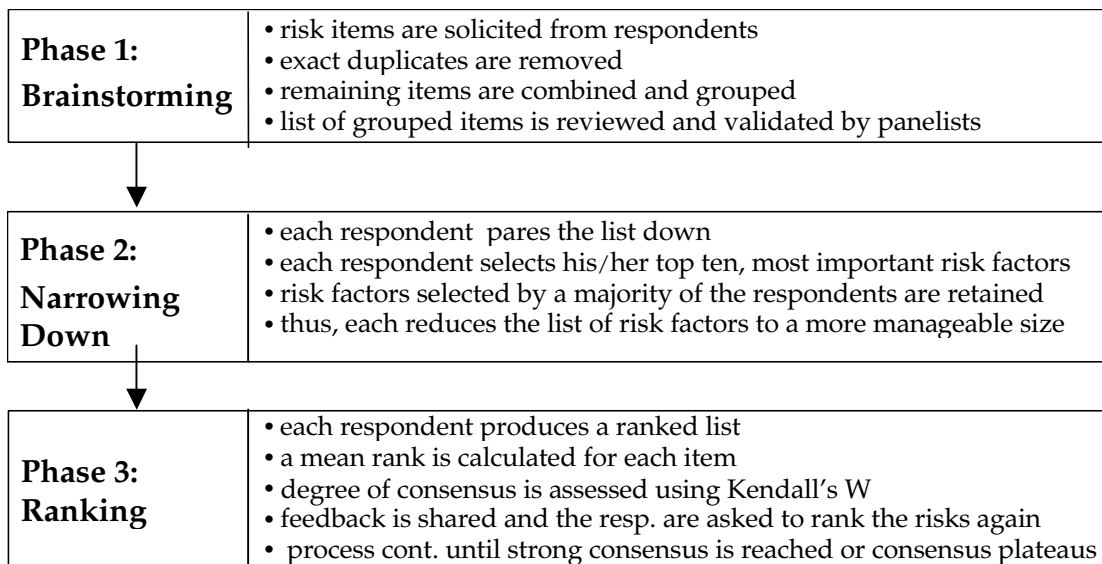 Phase 1:
Brainstorming
• risk items are solicited from respondents
• exact duplicates are removed
• remaining items are combined and grouped
• list of grouped items is reviewed and validated by panelists
Phase 2:
Narrowing
Down
• each respondent pares the list down
• each respondent selects his/her top ten, most important risk factors
• risk factors selected by a majority of the respondents are retained
• thus, each reduces the list of risk factors to a more manageable size
Phase 3:
Ranking
• each respondent produces a ranked list
• a mean rank is calculated for each item
• degree of consensus is assessed using Kendall's W
• feedback is shared and the resp. are asked to rank the risks again
• process cont. until strong consensus is reached or consensus plateaus